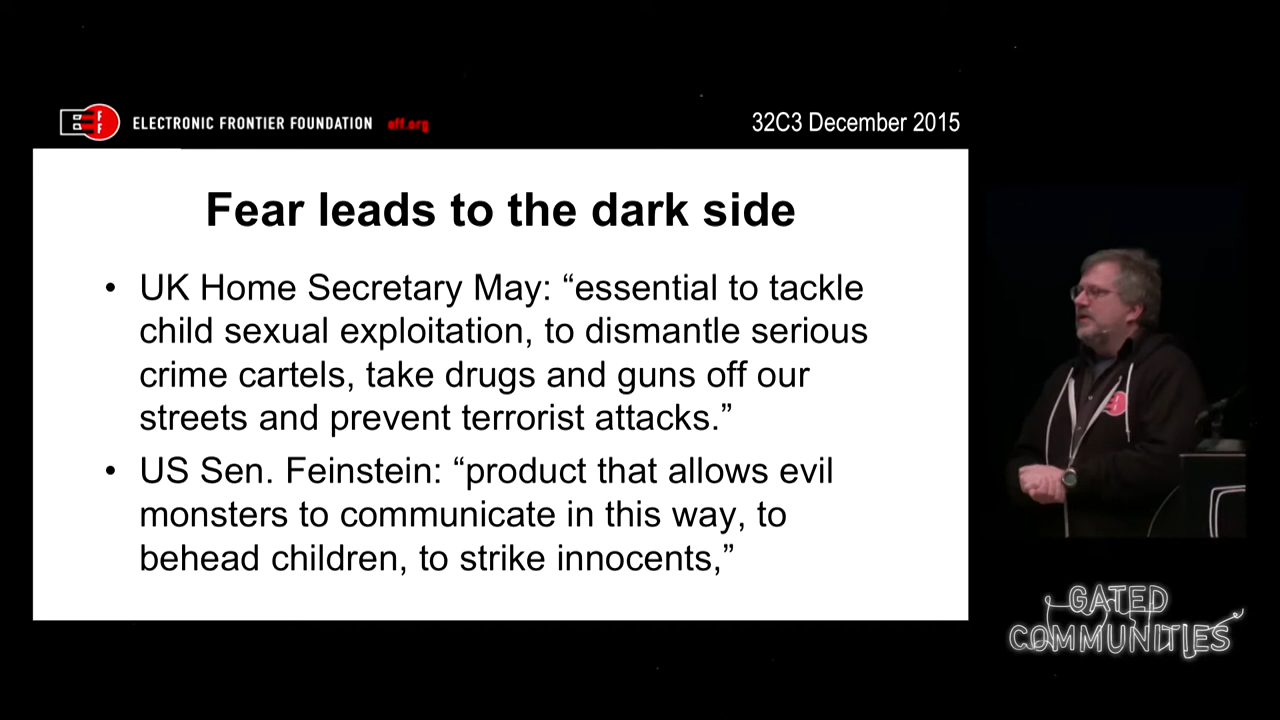 EFF ELECTRONIC FRONTIER FOUNDATION eff.org
32C3 December 2015
Fear leads to the dark side
• UK Home Secretary May: “essential to tackle
child sexual exploitation, to dismantle serious
crime cartels, take drugs and guns off our
streets and prevent terrorist attacks.”
• US Sen. Feinstein: “product that allows evil
monsters to communicate in this way, to
behead children, to strike innocents,”
GATED
COMMUNITIES